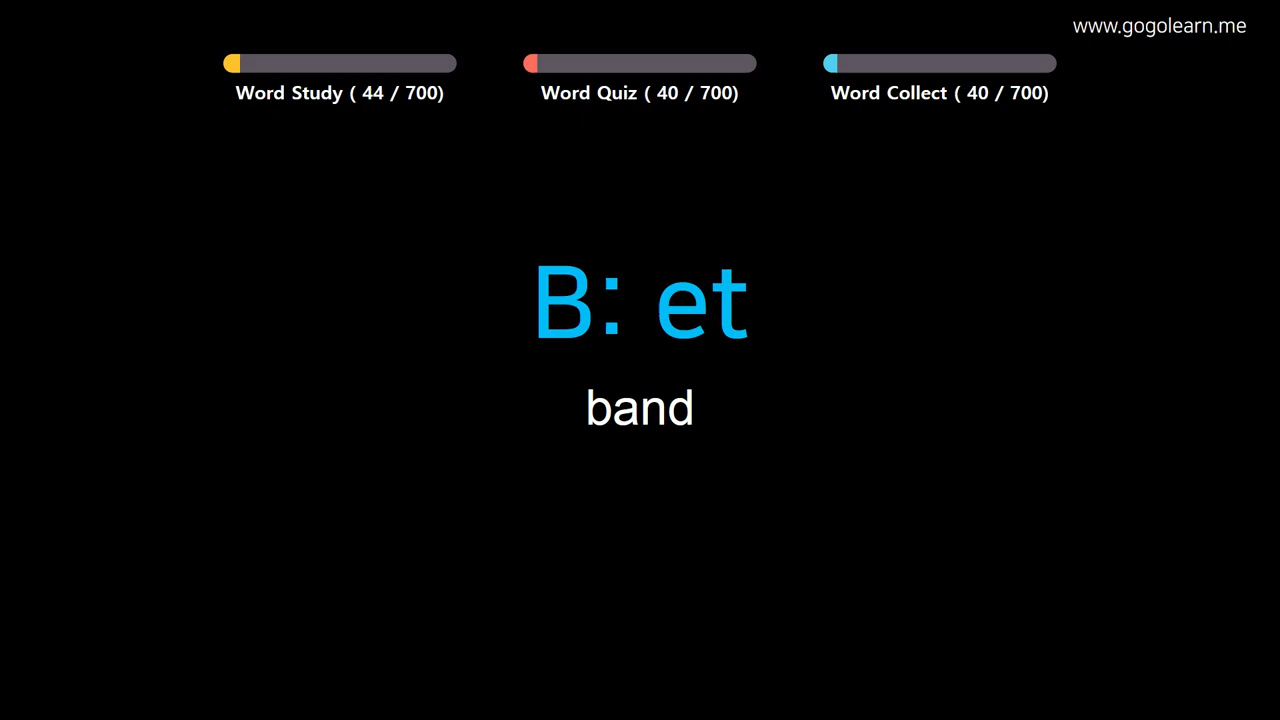 www.gogolearn.me
Word Study ( 44 / 700)
Word Quiz ( 40 / 700)
Word Collect ( 40 / 700)
B: et
band